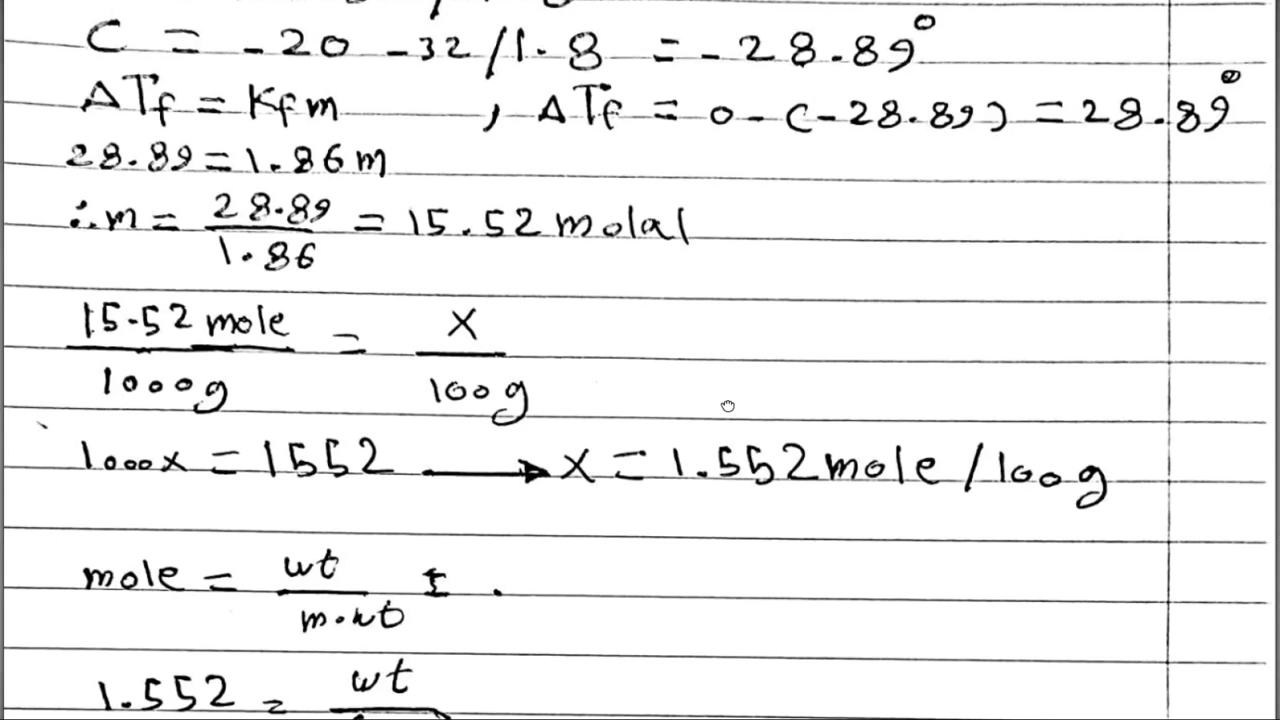 C = -20 -32/1.8 = -28.89°
ΔTf = Kfm , ΔTf = 0-(-28.89) = 28.89°
28.89 = 1.86m
∴m = 28.89/1.86 = 15.52 molal
15.52 mole/1000g = X/100g
1000x = 1552 → X = 1.552 mole/100g
mole = wt/m.wt
1.552 = wt